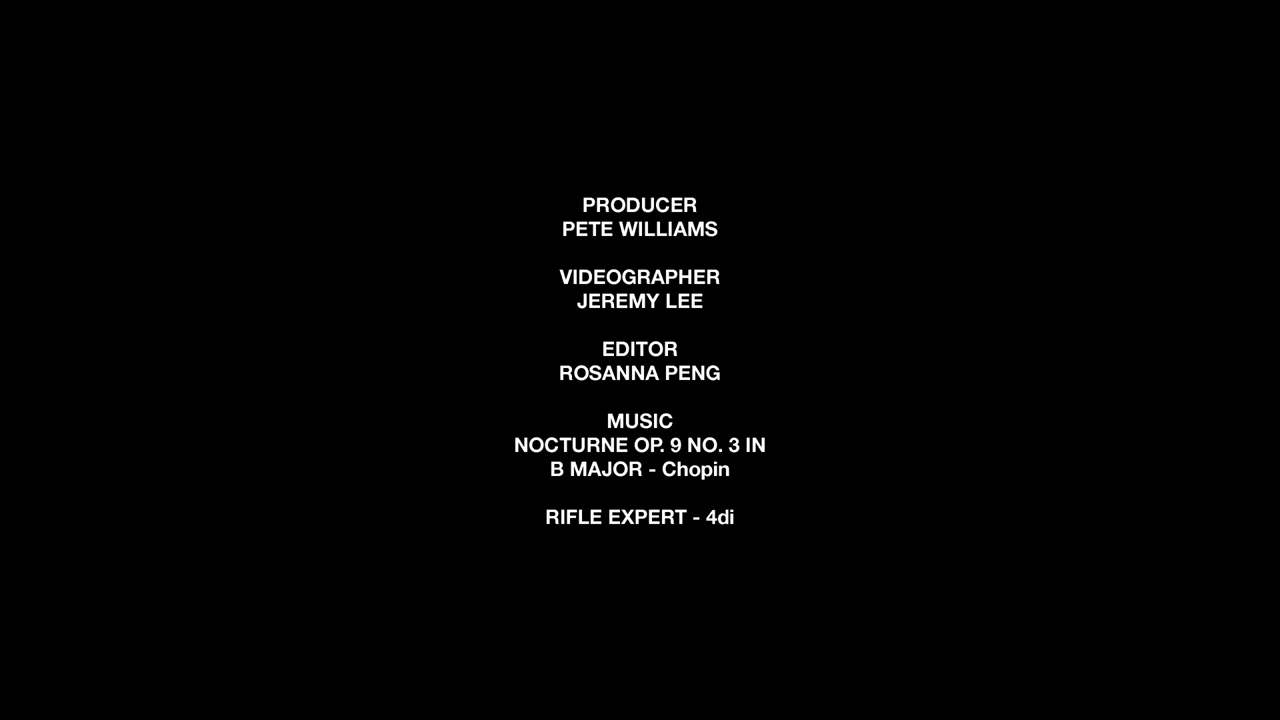 PRODUCER
PETE WILLIAMS
VIDEOGRAPHER
JEREMY LEE
EDITOR
ROSANNA PENG
MUSIC
NOCTURNE OP. 9 NO. 3 IN
B MAJOR - Chopin
RIFLE EXPERT - 4di